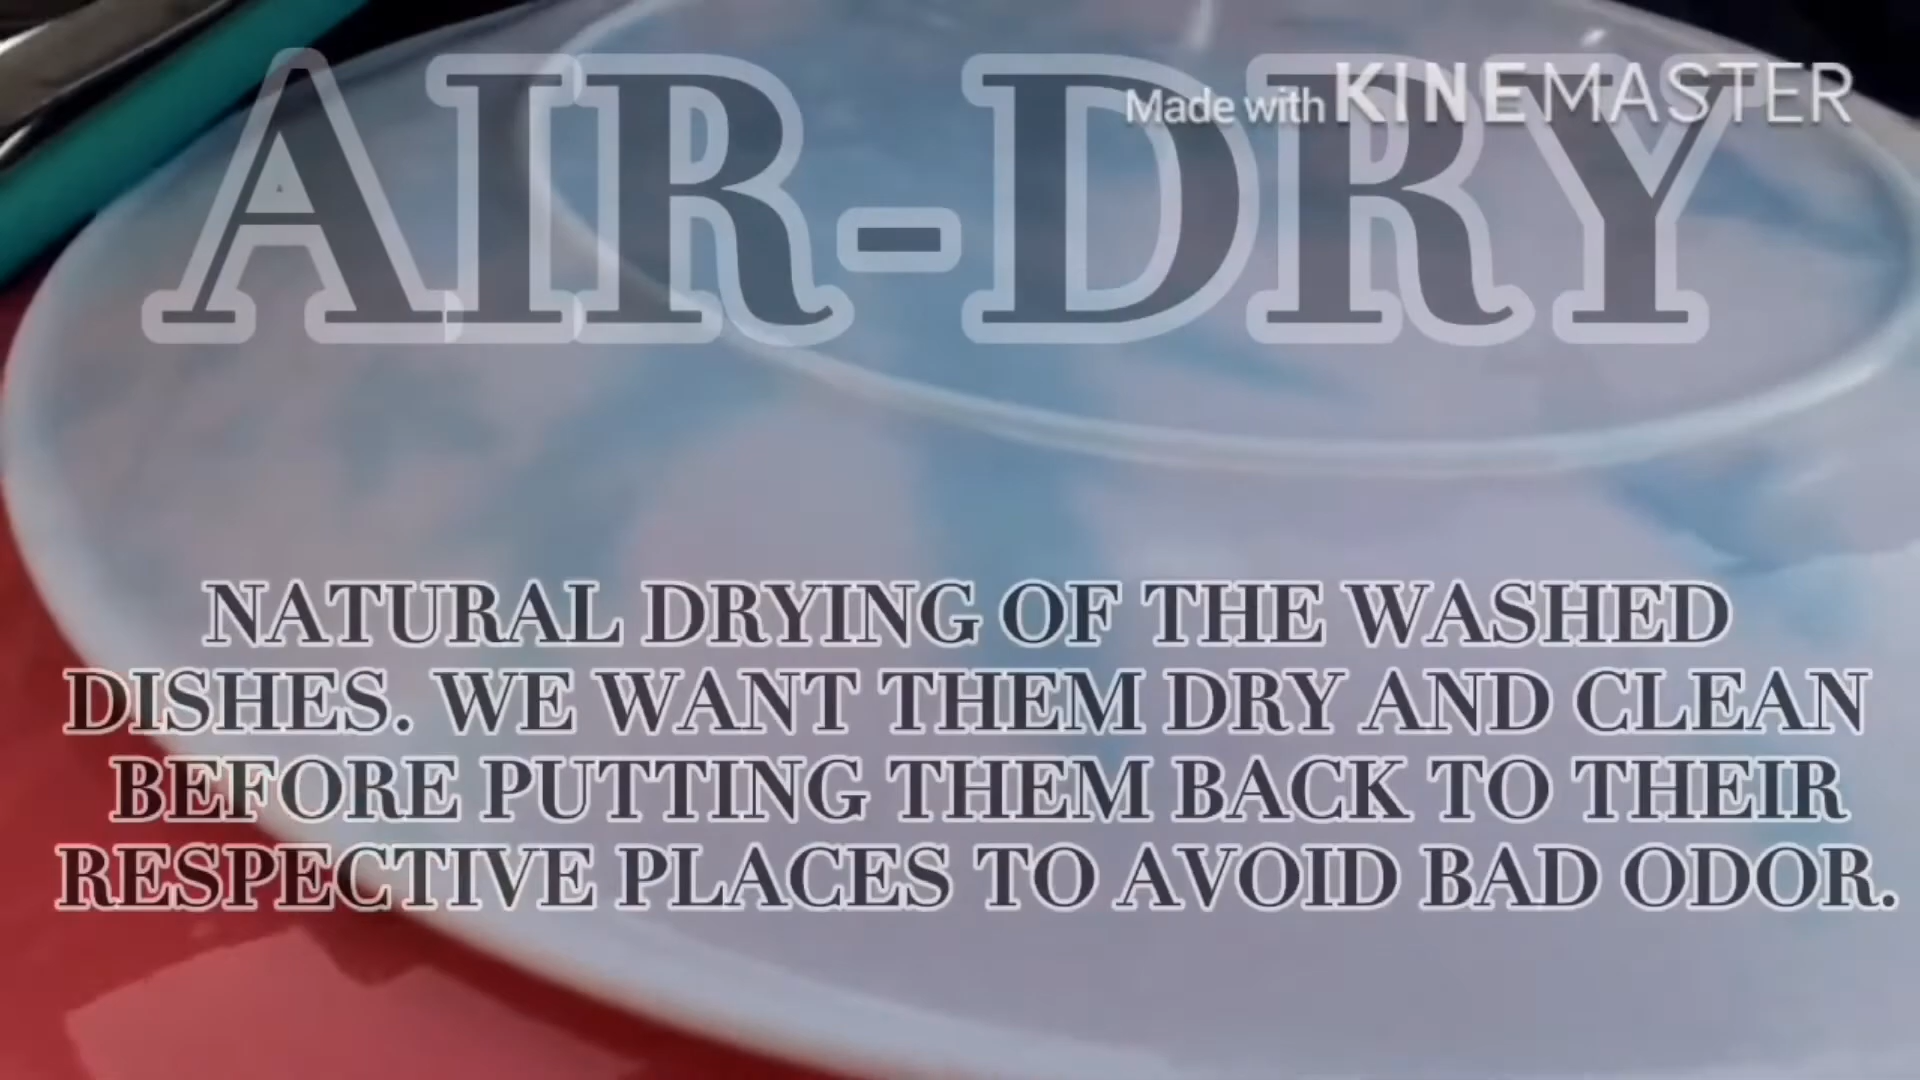 AIR-DRY
Made with KINEMASTER
NATURAL DRYING OF THE WASHED
DISHES. WE WANT THEM DRY AND CLEAN
BEFORE PUTTING THEM BACK TO THEIR
RESPECTIVE PLACES TO AVOID BAD ODOR.